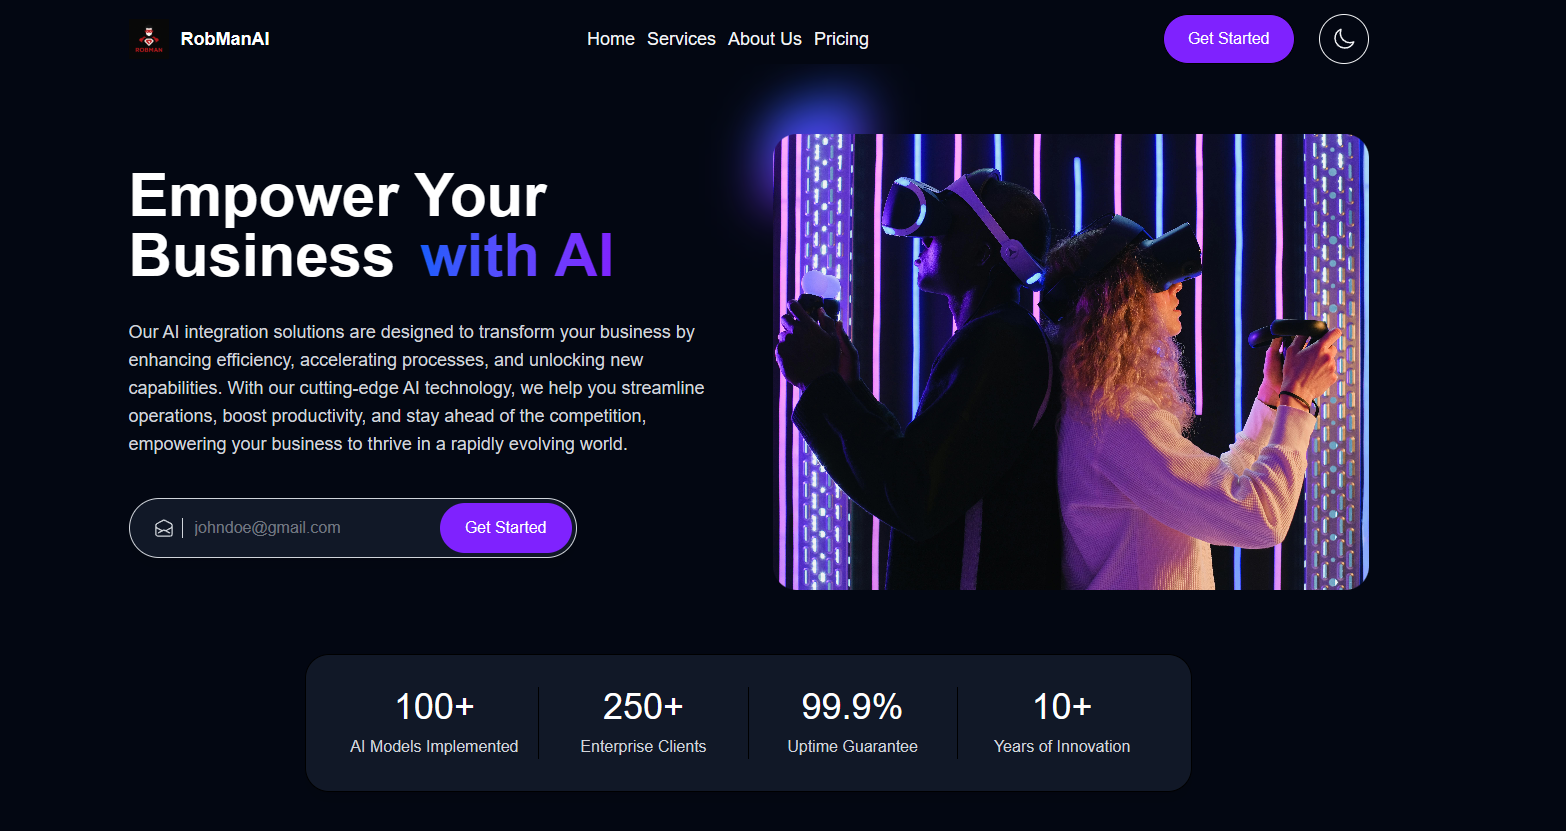 ROBMAN
RobManAI
Home Services About Us Pricing
Get Started
Empower Your
Business with AI
Our AI integration solutions are designed to transform your business by
enhancing efficiency, accelerating processes, and unlocking new
capabilities. With our cutting-edge AI technology, we help you streamline
operations, boost productivity, and stay ahead of the competition,
empowering your business to thrive in a rapidly evolving world.
johndoe@gmail.com
Get Started
100+
AI Models Implemented
250+
Enterprise Clients
99.9%
Uptime Guarantee
10+
Years of Innovation